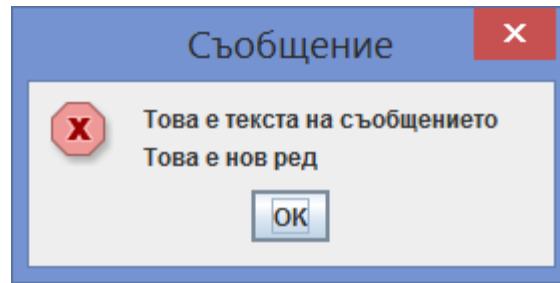 Съобщение
Това е текста на съобщението
Това е нов ред
OK